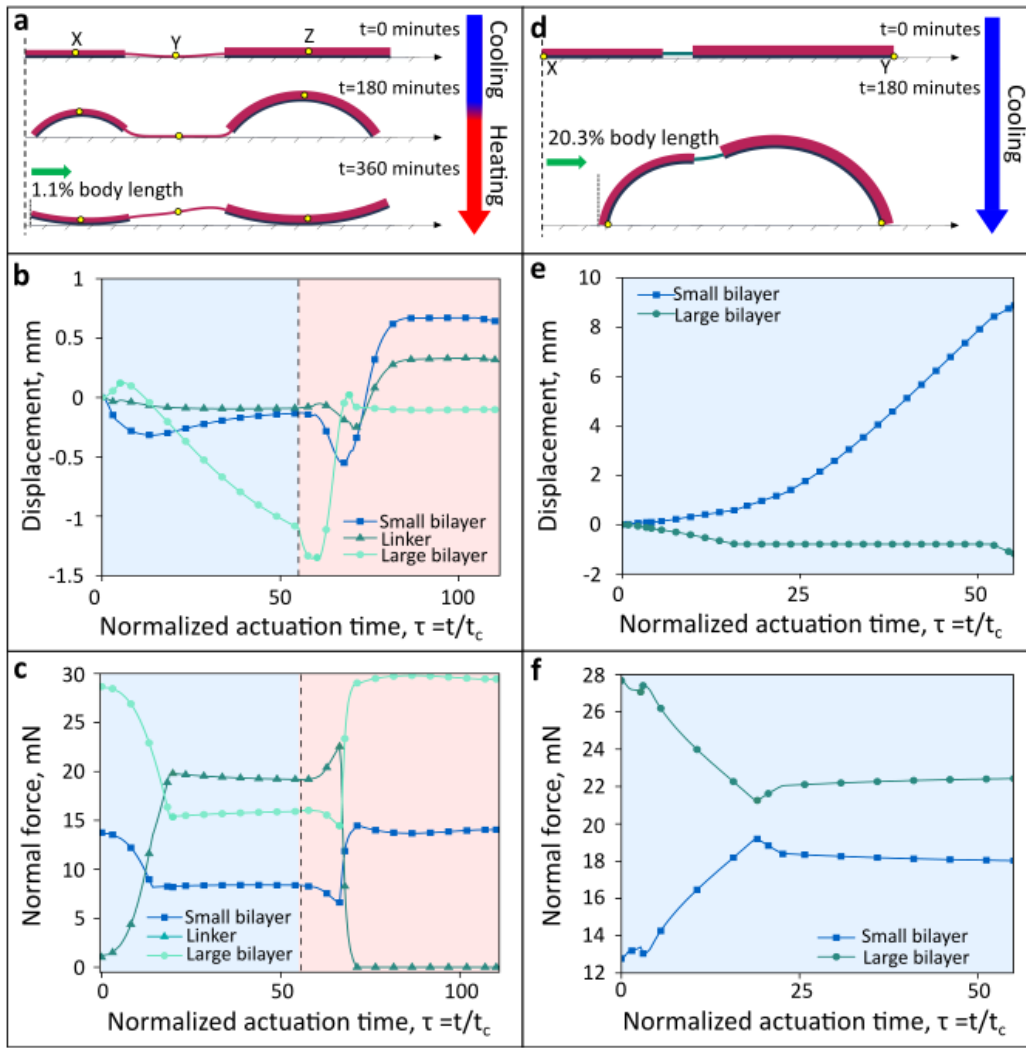 a
t=0 minutes
X
Y
Z
t=180 minutes
t=360 minutes
1.1% body length
Cooling
Heating
d
t=0 minutes
X
Y
t=180 minutes
20.3% body length
Cooling
b
Displacement, mm
1
0.5
0
-0.5
-1
-1.5
Small bilayer
Linker
Large bilayer
0
50
100
Normalized actuation time, τ =t/tc
e
Displacement, mm
10
8
6
4
2
0
-2
Small bilayer
Large bilayer
0
25
50
Normalized actuation time, τ =t/tc
c
Normal force, mN
30
25
20
15
10
5
0
Small bilayer
Linker
Large bilayer
0
50
100
Normalized actuation time, τ =t/tc
f
Normal force, mN
28
26
24
22
20
18
16
14
12
Small bilayer
Large bilayer
0
25
50
Normalized actuation time, τ =t/tc